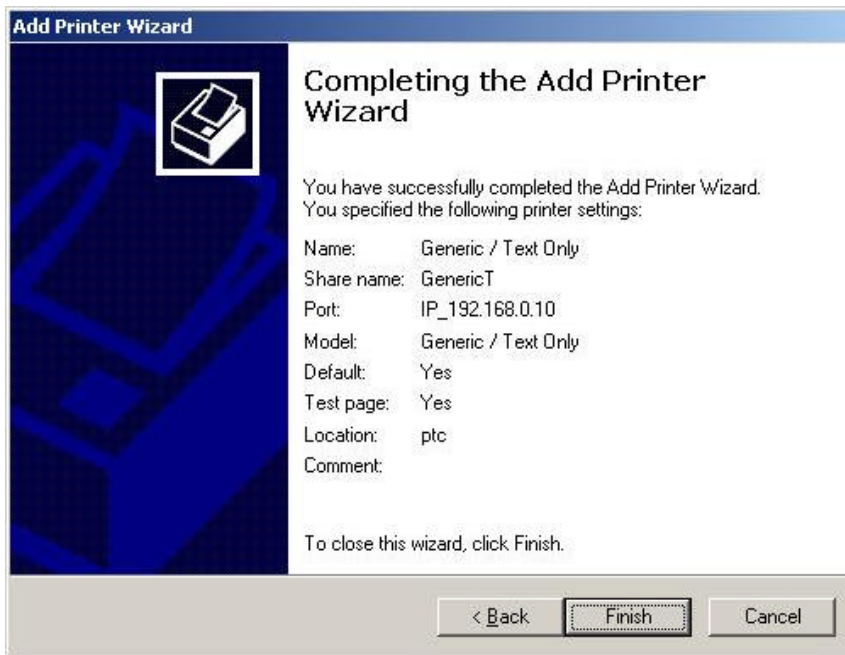 Add Printer Wizard
Completing the Add Printer
Wizard
You have successfully completed the Add Printer Wizard.
You specified the following printer settings:
Name: Generic / Text Only
Share name: GenericT
Port: IP_192.168.0.10
Model: Generic / Text Only
Default: Yes
Test page: Yes
Location: ptc
Comment:
To close this wizard, click Finish.
< Back Finish Cancel